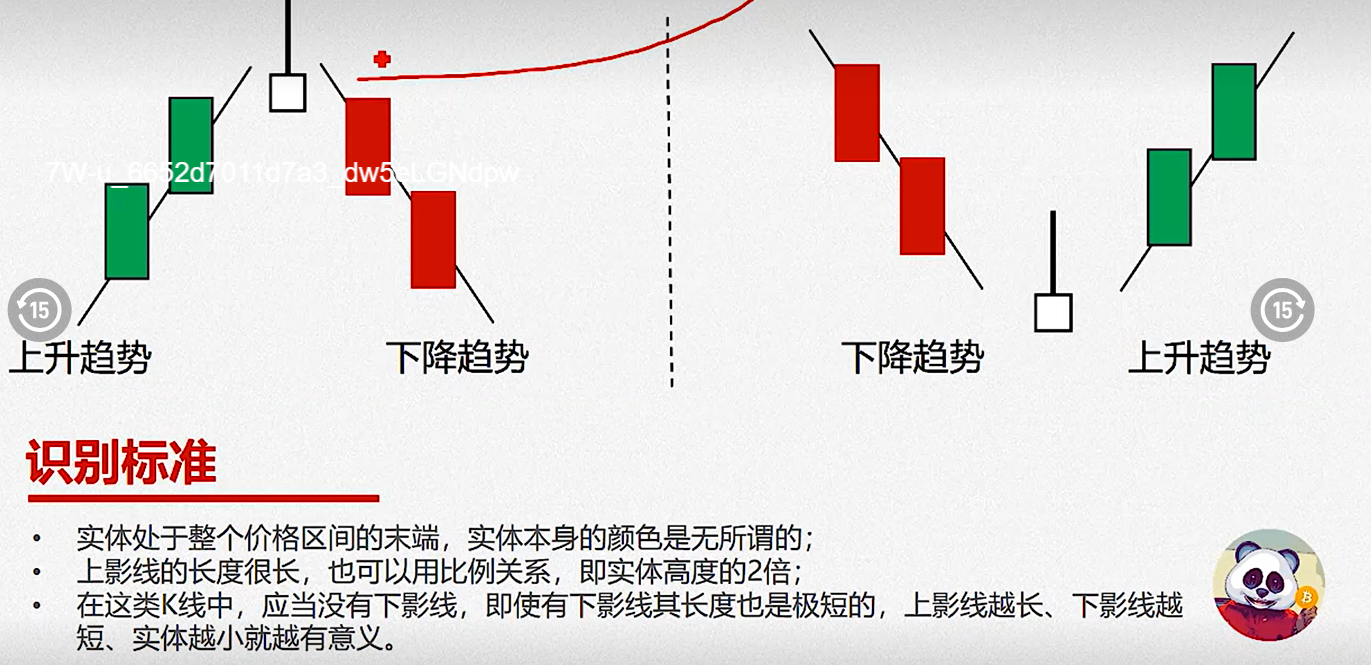 7W-u_6652d7011d7a3_dw5eLGNdpw
15
15
上升趋势
下降趋势
下降趋势
上升趋势
识别标准
• 实体处于整个价格区间的末端，实体本身的颜色是无所谓的；
• 上影线的长度很长，也可以用比例关系，即实体高度的2倍；
• 在这类K线中，应当没有下影线，即使有下影线其长度也是极短的，上影线越长、下影线越
短、实体越小就越有意义。